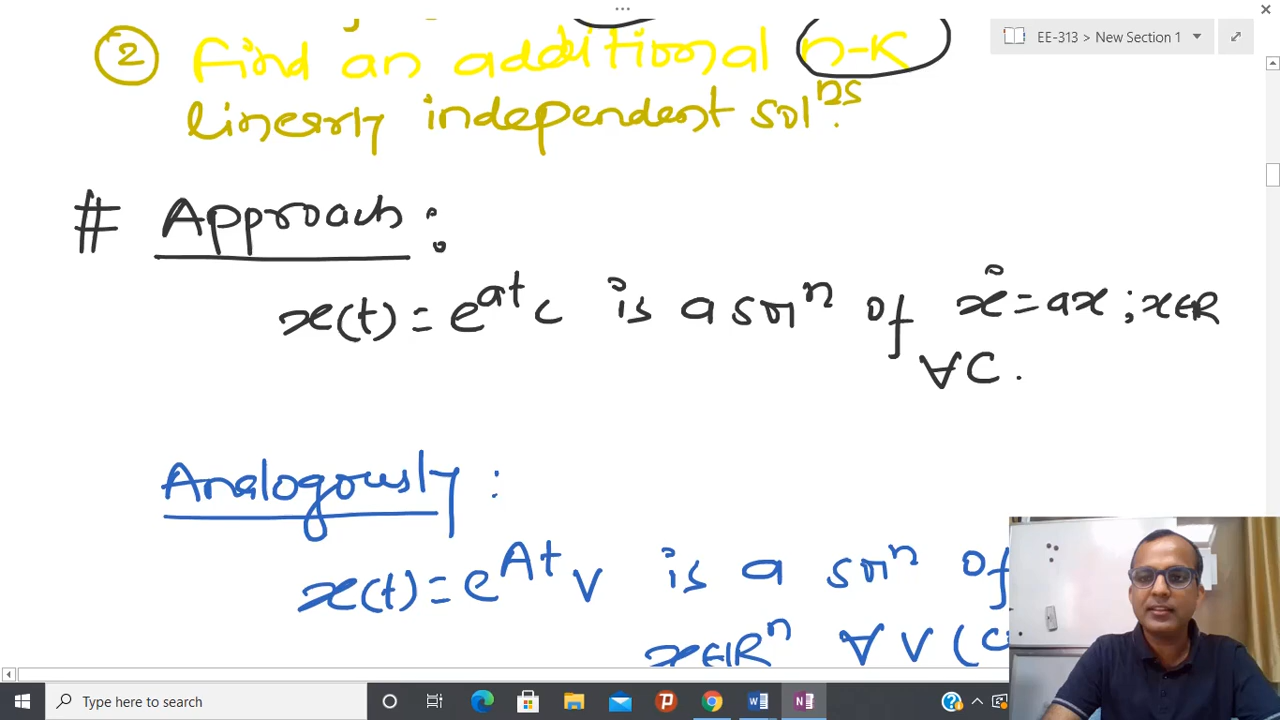 EE-313 > New Section 1
② Find an additional n-k
linearly independent solns.
# Approach:
x(t) = e^{at} c is a soln of ẋ = ax ; x∈R
∀ C .
Analogously :
x(t) = e^{At} v is a soln of
x∈R^n ∀ v (C
Type here to search